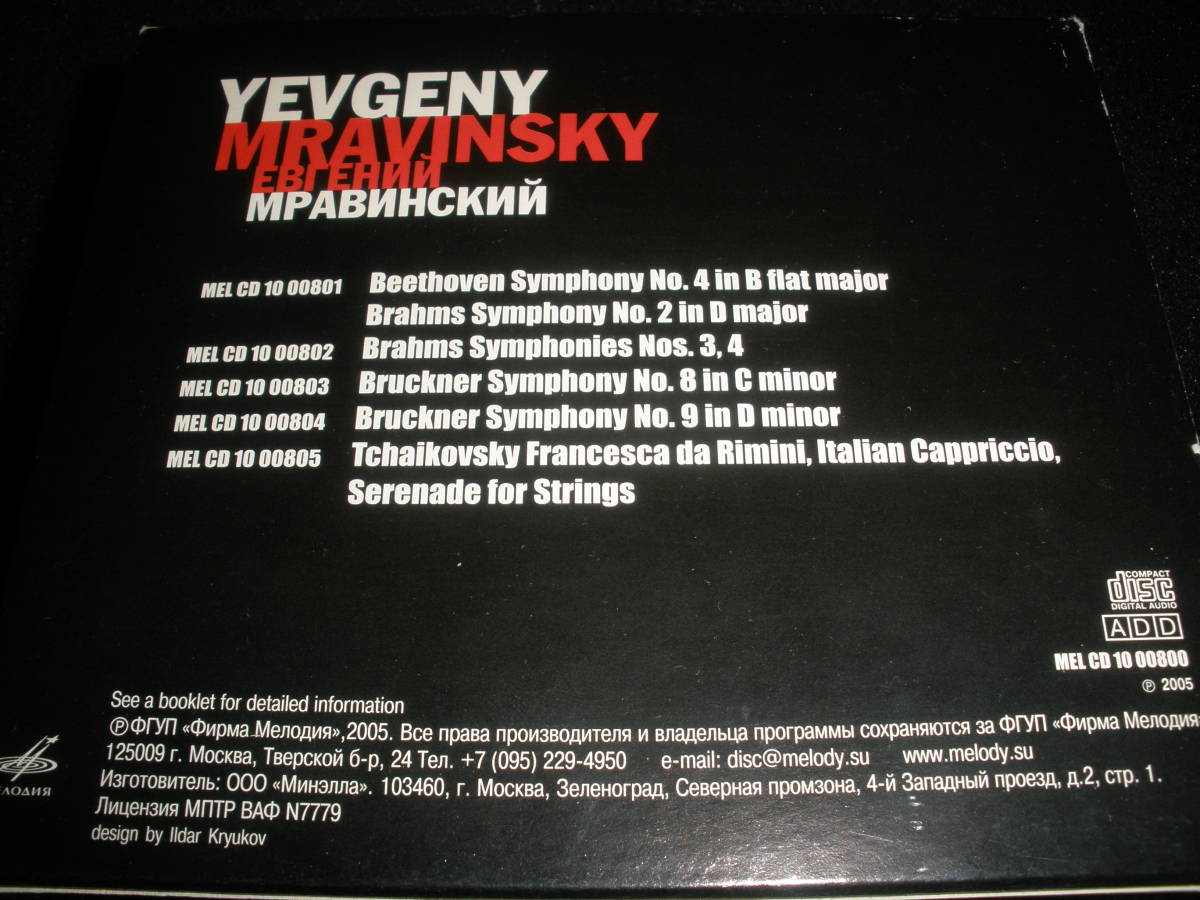 YEVGENY
MRAVINSKY
ЕВГЕНИЙ
МРАВИНСКИЙ
MEL CD 10 00801 Beethoven Symphony No. 4 in B flat major
Brahms Symphony No. 2 in D major
MEL CD 10 00802 Brahms Symphonies Nos. 3, 4
MEL CD 10 00803 Bruckner Symphony No. 8 in C minor
MEL CD 10 00804 Bruckner Symphony No. 9 in D minor
MEL CD 10 00805 Tchaikovsky Francesca da Rimini, Italian Cappriccio,
Serenade for Strings
COMPACT
disc
DIGITAL AUDIO
ADD
MEL CD 10 00800
℗ 2005
See a booklet for detailed information
℗ ФГУП «Фирма Мелодия»,2005. Все права производителя и владельца программы сохраняются за ФГУП «Фирма Мелодия
125009 г. Москва, Тверской б-р, 24 Тел. +7 (095) 229-4950 e-mail: disc@melody.su www.melody.su
Изготовитель: ООО «Минэлла». 103460, г. Москва, Зеленоград, Северная промзона, 4-й Западный проезд, д.2, стр. 1.
Лицензия МПТР ВАФ N7779
design by Ildar Kryukov
ЕЛОДИЯ